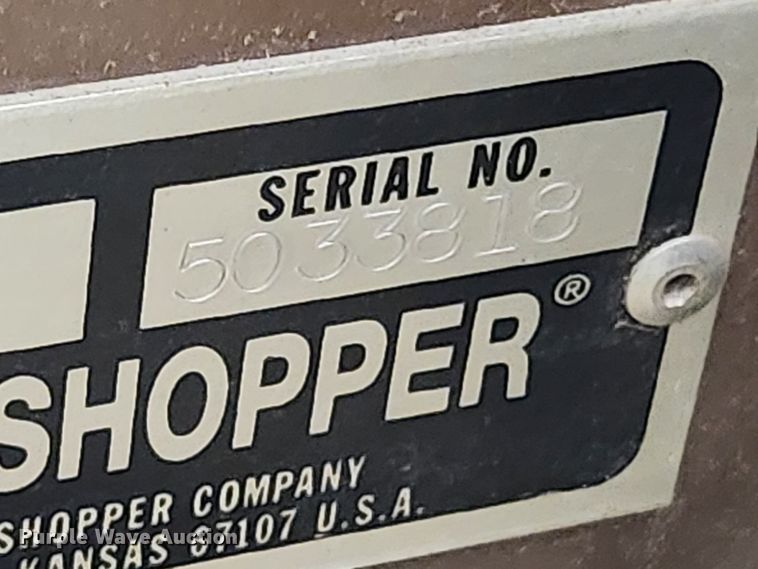 SERIAL NO.
5033818
SHOPPER®
SHOPPER COMPANY
KANSAS 67107 U.S.A.
Purple Wave Auction